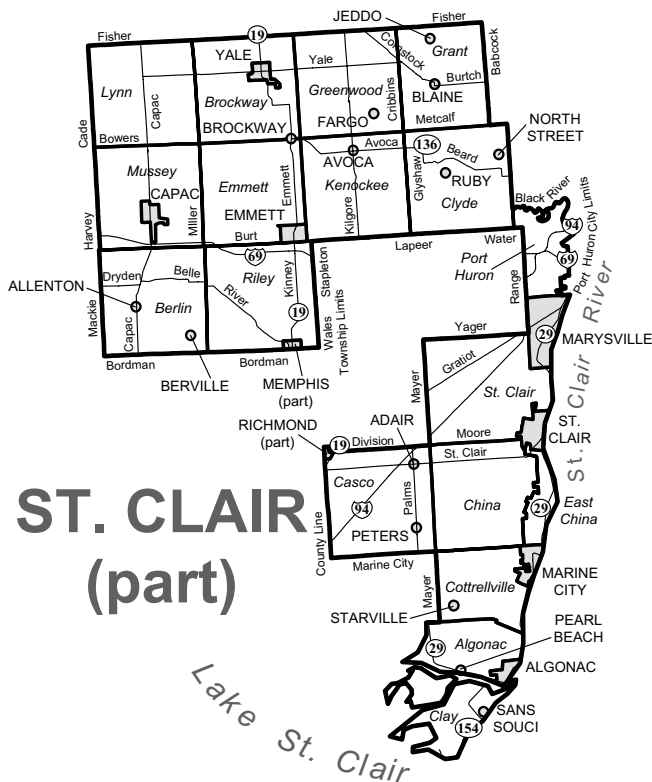 JEDDO
Fisher
Fisher
19
YALE
Comstock
Grant
Babcock
Yale
Lynn
Capac
Brockway
Greenwood
Cribbins
Burtch
BLAINE
FARGO
NORTH
STREET
Cade
Bowers
BROCKWAY
Metcalf
Avoca
136
Beard
AVOCA
Mussey
Emmett
Emmett
Kenockee
Glyshaw
RUBY
Clyde
Black River
CAPAC
Miller
EMMETT
Kilgore
Harvey
Burt
Lapeer
Water
Port
Huron
94
69
Port Huron City Limits
Range
69
Dryden
Belle
River
Riley
Kinney
Stapleton
ALLENTON
Mackie
Capac
Berlin
19
Wales
Township Limits
Yager
29
MARYSVILLE
Bordman
BERVILLE
Bordman
MEMPHIS
(part)
Mayer
Gratiot
St. Clair
St. Clair River
RICHMOND
(part)
19
Division
ADAIR
Moore
ST.
CLAIR
St. Clair
Casco
94
Palms
China
East
China
29
ST. CLAIR
(part)
County Line
PETERS
Marine City
MARINE
CITY
Mayer
Cottrellville
STARVILLE
PEARL
BEACH
29
Algonac
ALGONAC
Clay
SANS
SOUCI
154
Lake St. Clair